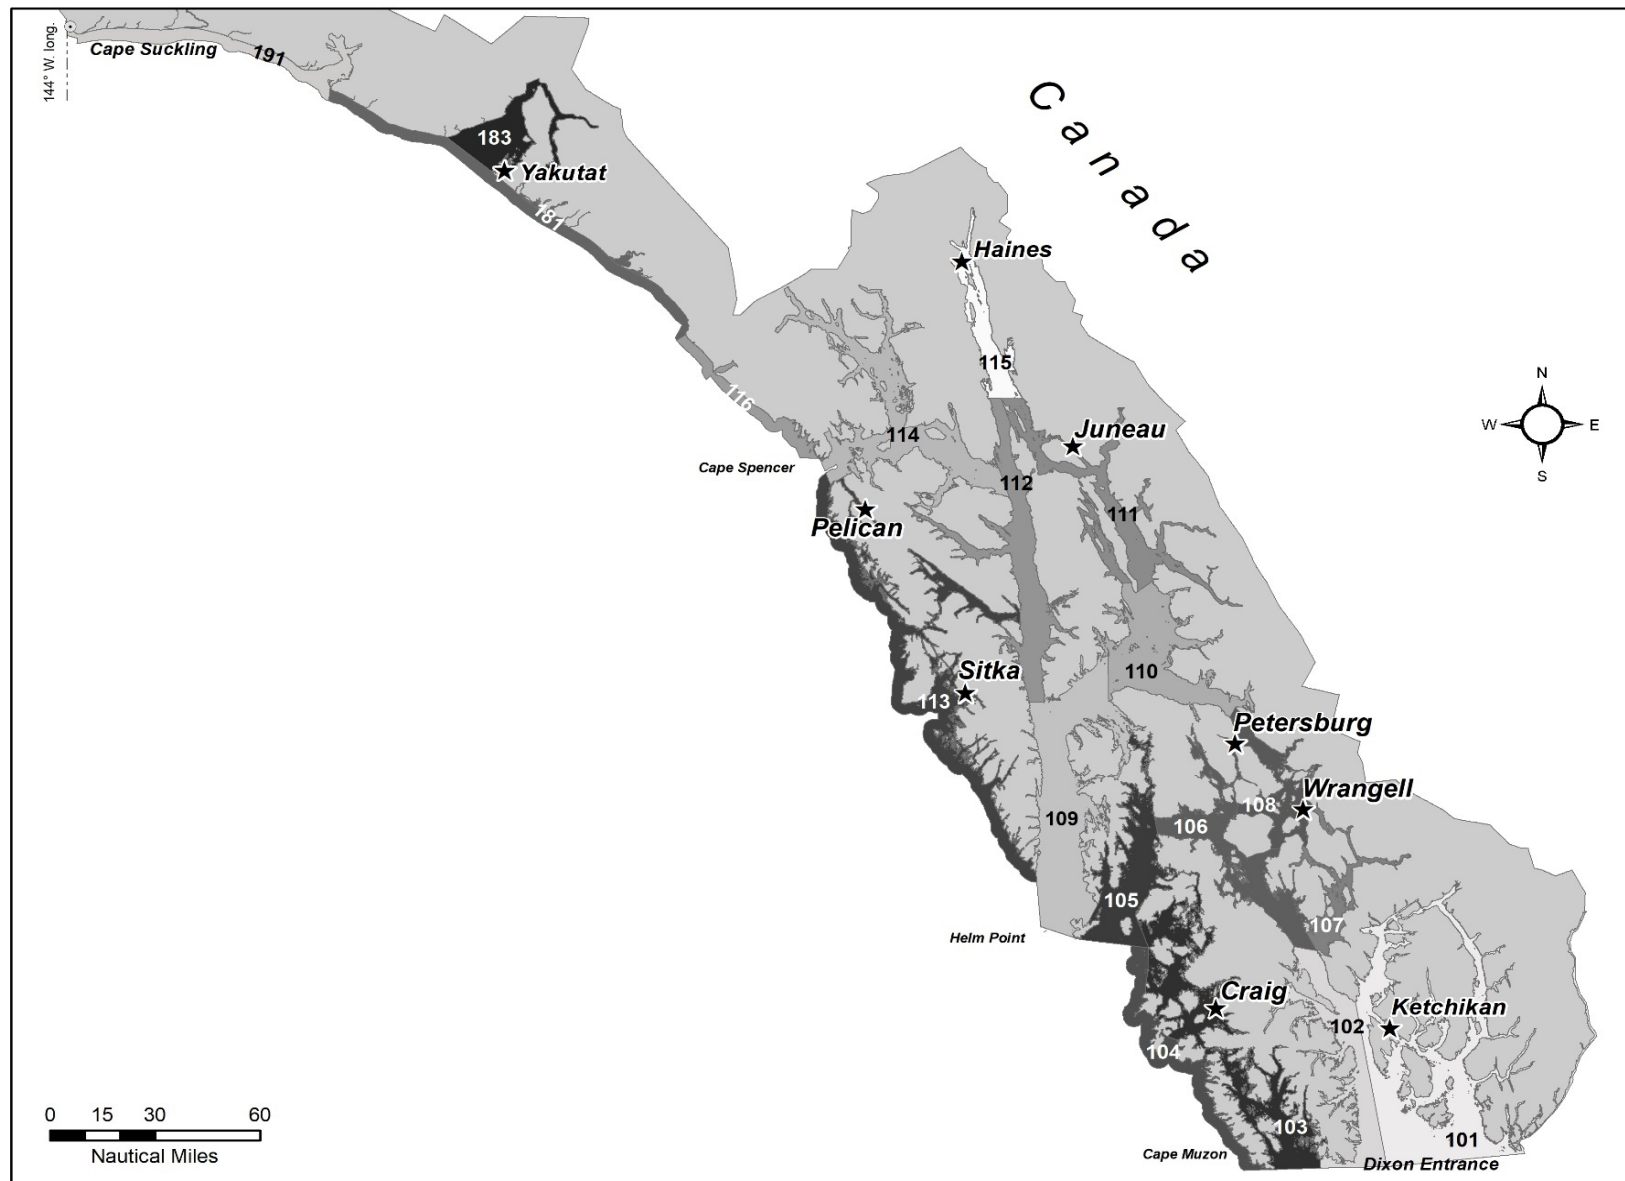 144° W. long.
Cape Suckling
191
Canada
183
Yakutat
181
Haines
115
116
N
W
E
S
114
Juneau
Cape Spencer
112
Pelican
111
110
Sitka
113
Petersburg
Wrangell
108
109
106
105
107
Helm Point
Craig
Ketchikan
102
104
103
101
Cape Muzon
Dixon Entrance
0 15 30 60
Nautical Miles